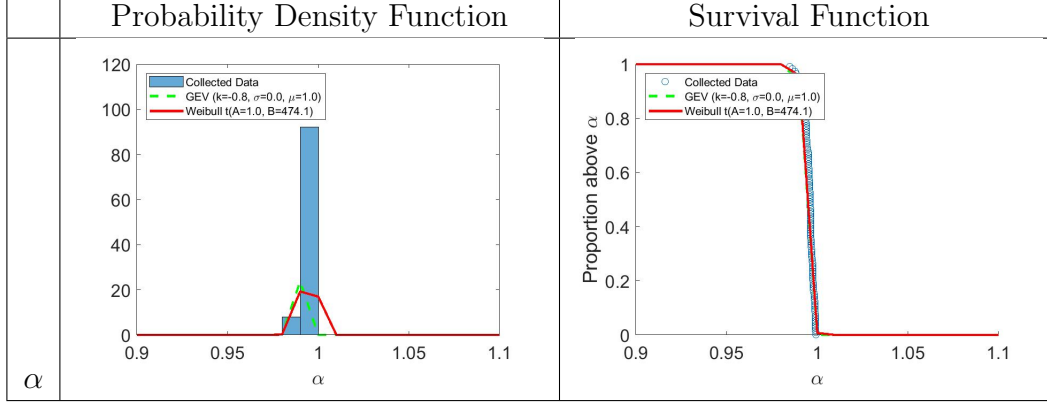 Probability Density Function
Survival Function
α
120
100
80
60
40
20
0
0.9
0.95
1
1.05
1.1
α
Collected Data
GEV (k=-0.8, σ=0.0, μ=1.0)
Weibull t(A=1.0, B=474.1)
Proportion above α
1
0.8
0.6
0.4
0.2
0
0.9
0.95
1
1.05
1.1
α
Collected Data
GEV (k=-0.8, σ=0.0, μ=1.0)
Weibull t(A=1.0, B=474.1)